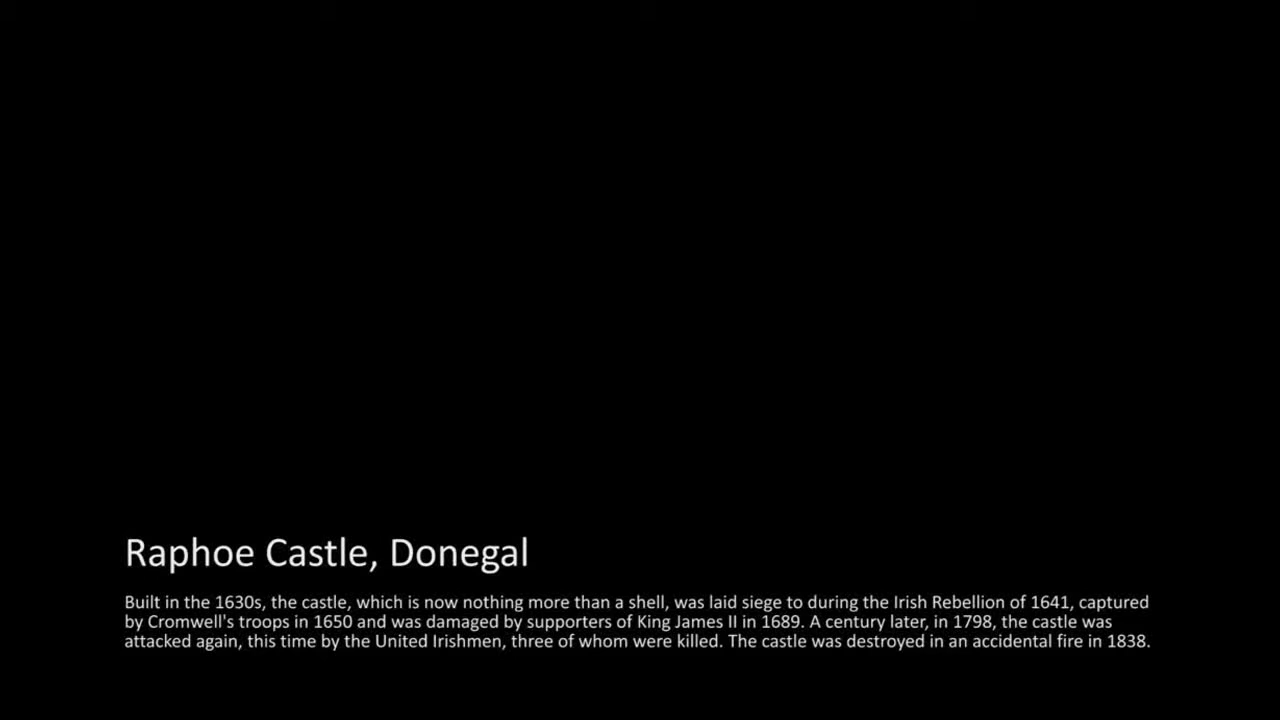 Raphoe Castle, Donegal
Built in the 1630s, the castle, which is now nothing more than a shell, was laid siege to during the Irish Rebellion of 1641, captured
by Cromwell's troops in 1650 and was damaged by supporters of King James II in 1689. A century later, in 1798, the castle was
attacked again, this time by the United Irishmen, three of whom were killed. The castle was destroyed in an accidental fire in 1838.